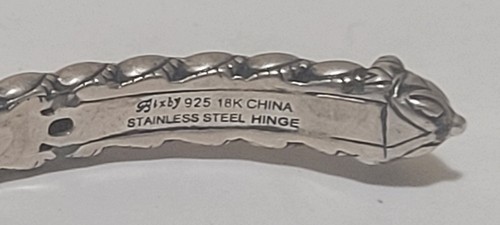 Bixby 925 18K CHINA
STAINLESS STEEL HINGE